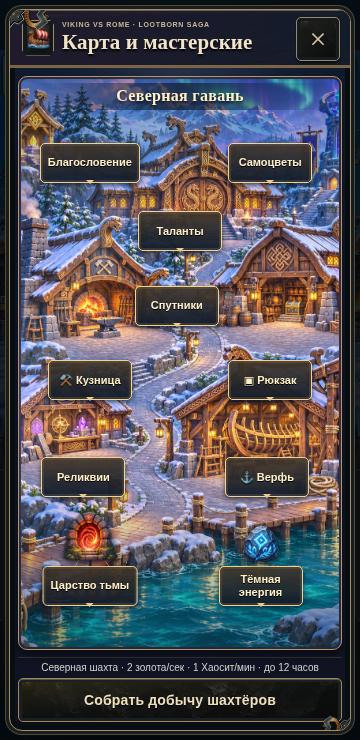 VIKING VS ROME · LOOTBORN SAGA
Карта и мастерские
Северная гавань
Благословение
Самоцветы
Таланты
Спутники
Кузница
Рюкзак
Реликвии
Верфь
Царство тьмы
Тёмная
энергия
Северная шахта · 2 золота/сек · 1 Хаосит/мин · до 12 часов
Собрать добычу шахтёров